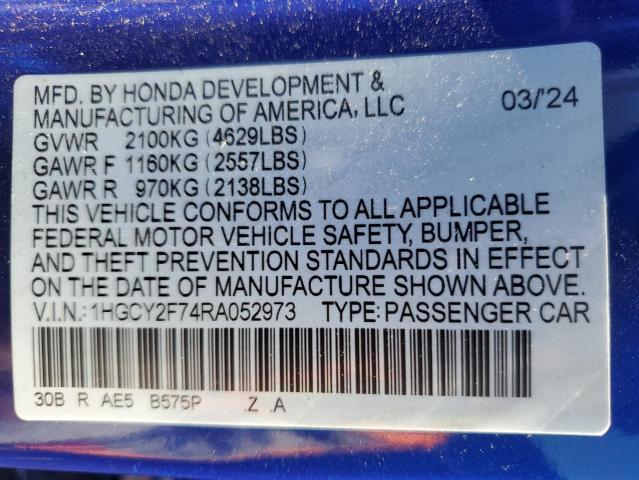 MFD. BY HONDA DEVELOPMENT &
MANUFACTURING OF AMERICA, LLC 03/'24
GVWR 2100KG (4629LBS)
GAWR F 1160KG (2557LBS)
GAWR R 970KG (2138LBS)
THIS VEHICLE CONFORMS TO ALL APPLICABLE
FEDERAL MOTOR VEHICLE SAFETY, BUMPER,
AND THEFT PREVENTION STANDARDS IN EFFECT
ON THE DATE OF MANUFACTURE SHOWN ABOVE.
V.I.N.: 1HGCY2F74RA052973 TYPE: PASSENGER CAR
30B R AE5 B575P .Z .A